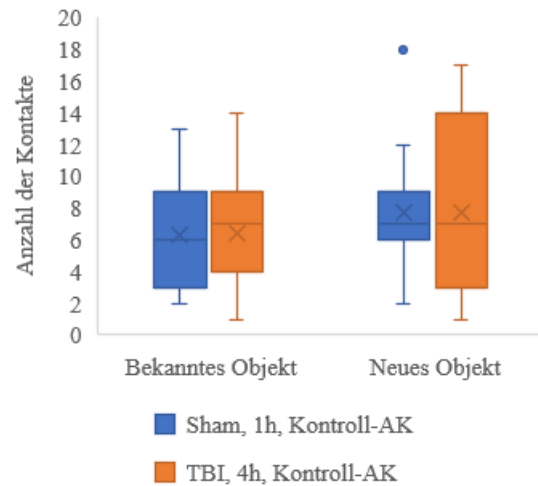 Anzahl der Kontakte
20
18
16
14
12
10
8
6
4
2
0
Bekanntes Objekt
Neues Objekt
Sham, 1h, Kontroll-AK
TBI, 4h, Kontroll-AK